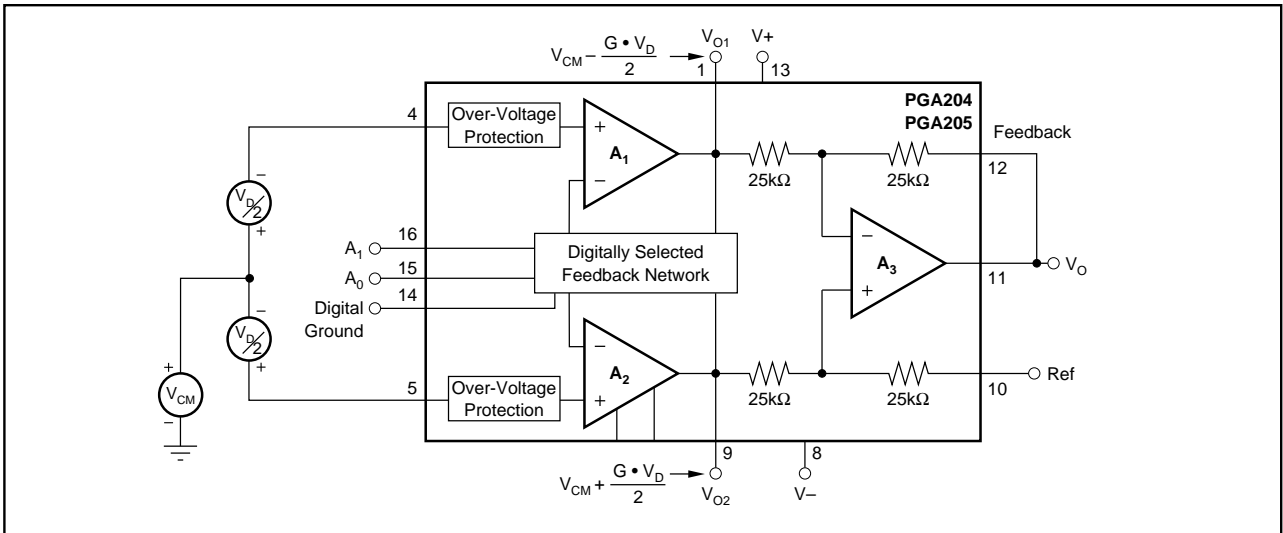 V_CM − G • V_D / 2
V_O1
V+
1
13
PGA204
PGA205
4
Over-Voltage
Protection
+
A_1
−
25kΩ
25kΩ
Feedback
12
−
V_D/2
+
A_1
16
A_0
15
Digital
Ground
14
Digitally Selected
Feedback Network
−
A_3
+
11
V_O
−
V_D/2
+
+
V_CM
−
5
Over-Voltage
Protection
−
A_2
+
25kΩ
25kΩ
10
Ref
9
8
V_CM + G • V_D / 2
V_O2
V−